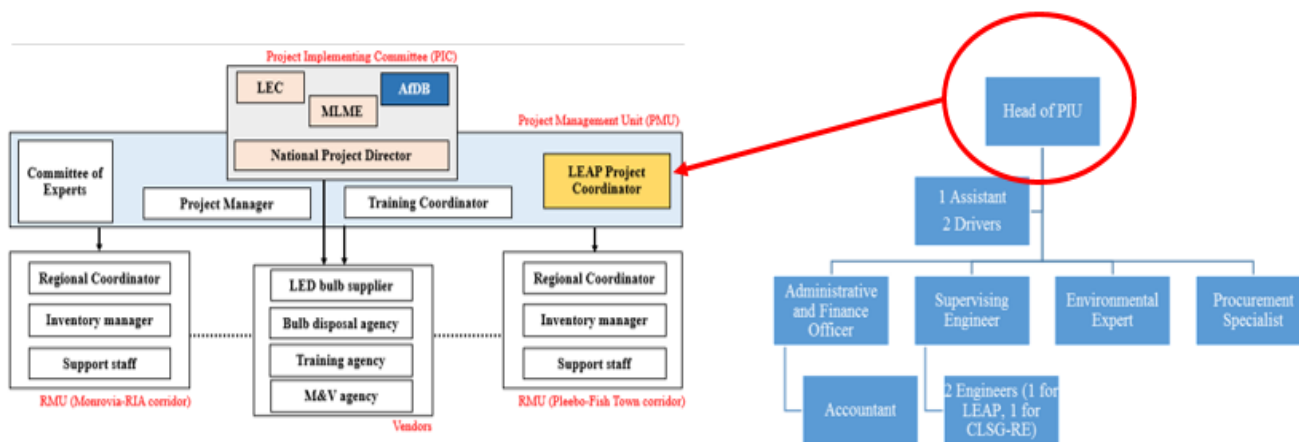 Project Implementing Committee (PIC)
LEC
AfDB
MLME
Project Management Unit (PMU)
National Project Director
Committee of
Experts
LEAP Project
Coordinator
Project Manager
Training Coordinator
Regional Coordinator
Inventory manager
Support staff
RMU (Monrovia-RIA corridor)
LED bulb supplier
Bulb disposal agency
Training agency
M&V agency
Vendors
Regional Coordinator
Inventory manager
Support staff
RMU (Pleebo-Fish Town corridor)
Head of PIU
1 Assistant
2 Drivers
Administrative
and Finance
Officer
Supervising
Engineer
Environmental
Expert
Procurement
Specialist
Accountant
2 Engineers (1 for
LEAP, 1 for
CLSG-RE)